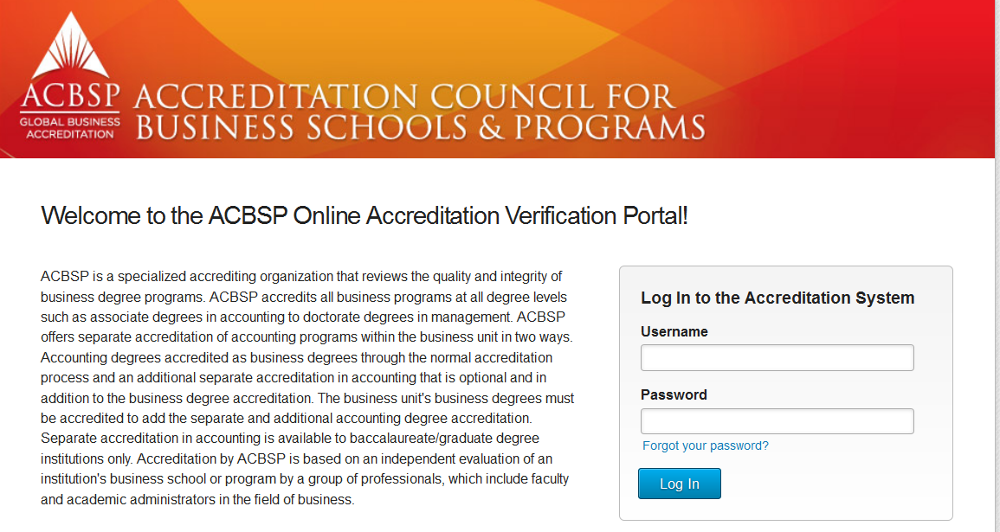 ACBSP
GLOBAL BUSINESS
ACCREDITATION
ACCREDITATION COUNCIL FOR
BUSINESS SCHOOLS & PROGRAMS
Welcome to the ACBSP Online Accreditation Verification Portal!
ACBSP is a specialized accrediting organization that reviews the quality and integrity of
business degree programs. ACBSP accredits all business programs at all degree levels
such as associate degrees in accounting to doctorate degrees in management. ACBSP
offers separate accreditation of accounting programs within the business unit in two ways.
Accounting degrees accredited as business degrees through the normal accreditation
process and an additional separate accreditation in accounting that is optional and in
addition to the business degree accreditation. The business unit's business degrees must
be accredited to add the separate and additional accounting degree accreditation.
Separate accreditation in accounting is available to baccalaureate/graduate degree
institutions only. Accreditation by ACBSP is based on an independent evaluation of an
institution's business school or program by a group of professionals, which include faculty
and academic administrators in the field of business.
Log In to the Accreditation System
Username
Password
Forgot your password?
Log In